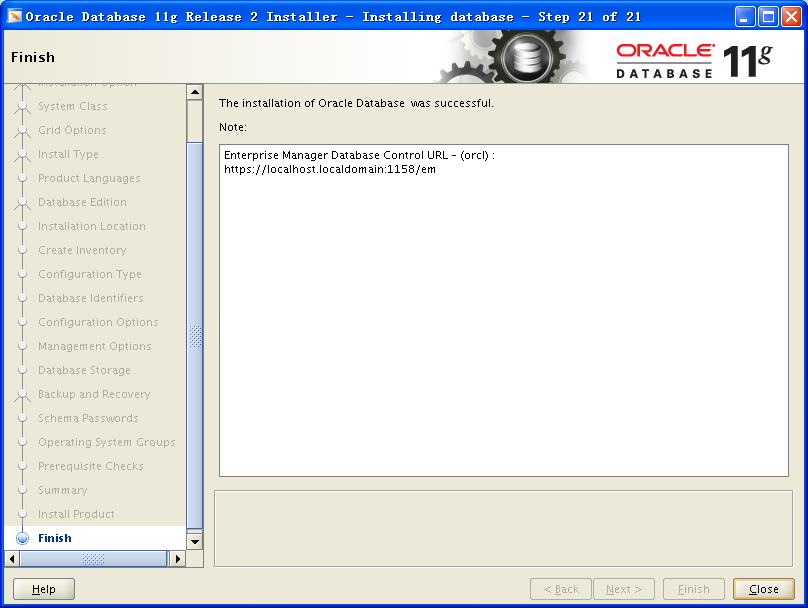 Oracle Database 11g Release 2 Installer - Installing database - Step 21 of 21
Finish
ORACLE
DATABASE
11g
Installation Option
System Class
Grid Options
Install Type
Product Languages
Database Edition
Installation Location
Create Inventory
Configuration Type
Database Identifiers
Configuration Options
Management Options
Database Storage
Backup and Recovery
Schema Passwords
Operating System Groups
Prerequisite Checks
Summary
Install Product
Finish
The installation of Oracle Database was successful.
Note:
Enterprise Manager Database Control URL - (orcl) :
https://localhost.localdomain:1158/em
Help
< Back
Next >
Finish
Close